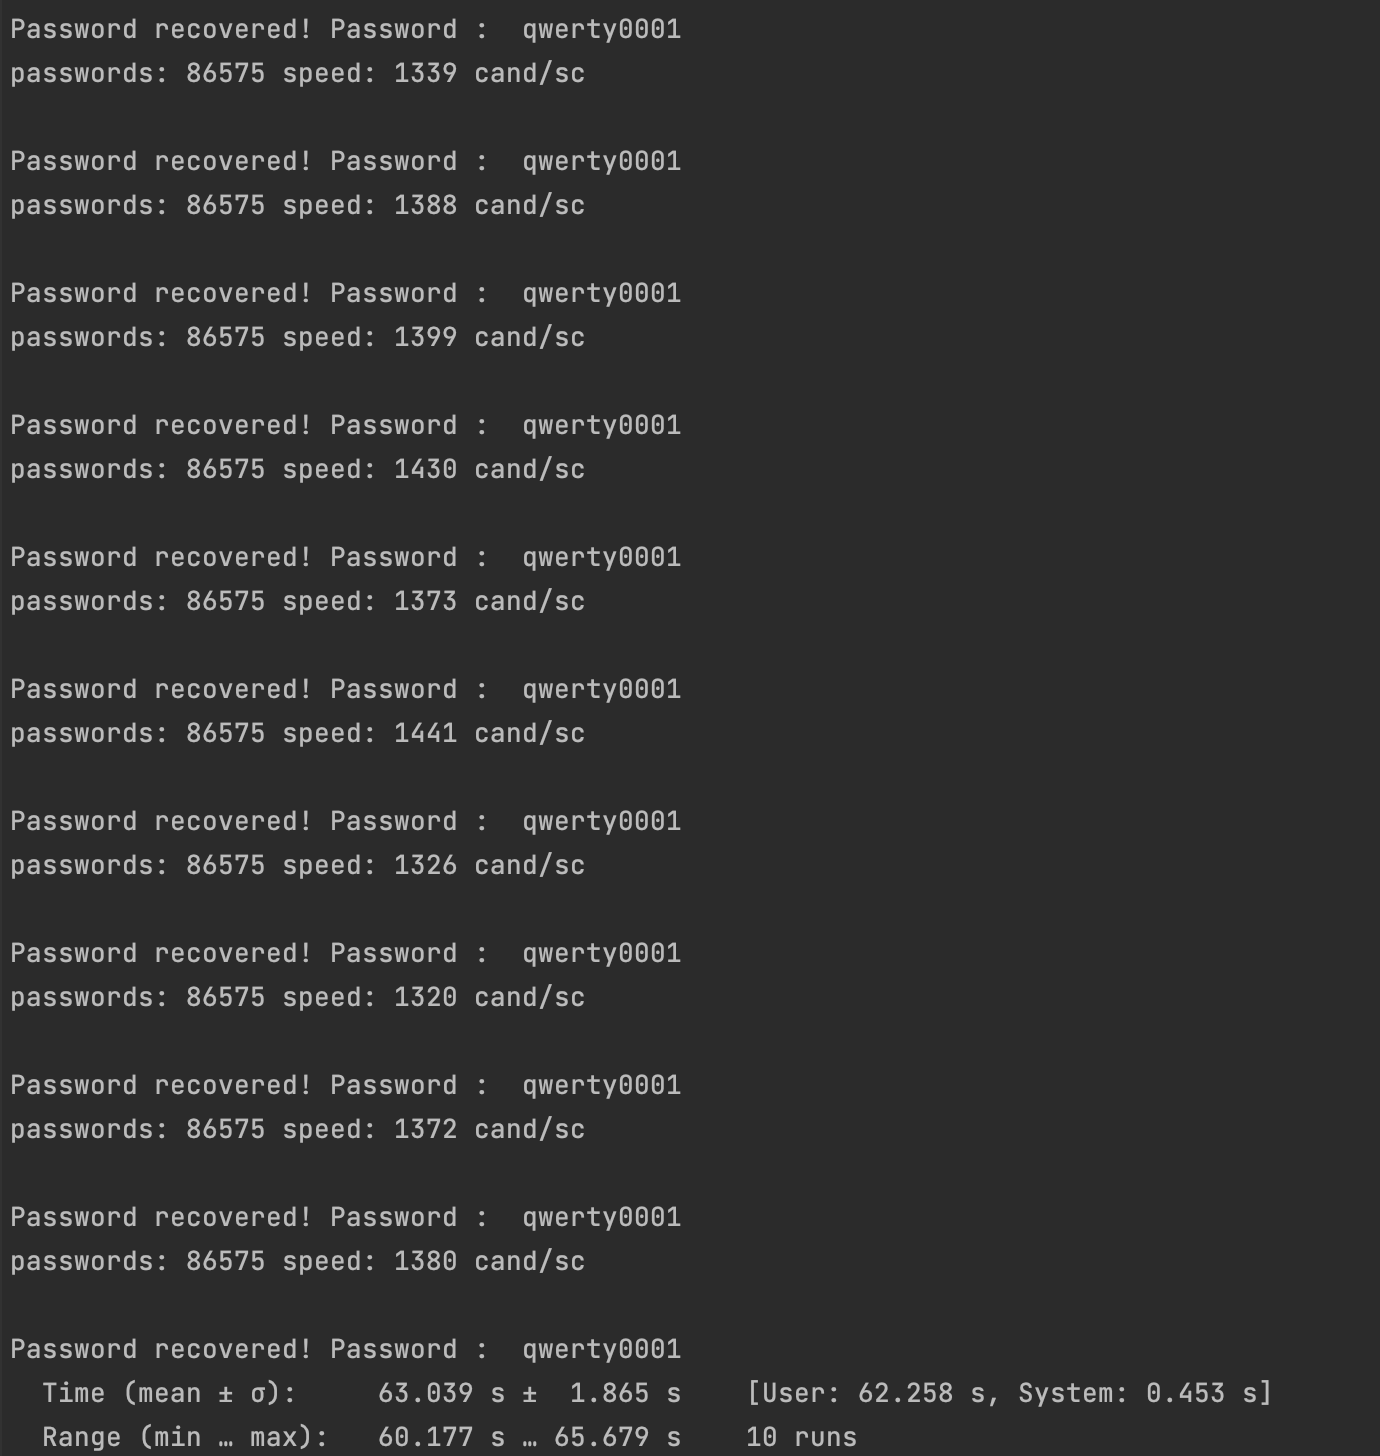 Password recovered! Password :  qwerty0001
passwords: 86575 speed: 1339 cand/sc
Password recovered! Password :  qwerty0001
passwords: 86575 speed: 1388 cand/sc
Password recovered! Password :  qwerty0001
passwords: 86575 speed: 1399 cand/sc
Password recovered! Password :  qwerty0001
passwords: 86575 speed: 1430 cand/sc
Password recovered! Password :  qwerty0001
passwords: 86575 speed: 1373 cand/sc
Password recovered! Password :  qwerty0001
passwords: 86575 speed: 1441 cand/sc
Password recovered! Password :  qwerty0001
passwords: 86575 speed: 1326 cand/sc
Password recovered! Password :  qwerty0001
passwords: 86575 speed: 1320 cand/sc
Password recovered! Password :  qwerty0001
passwords: 86575 speed: 1372 cand/sc
Password recovered! Password :  qwerty0001
passwords: 86575 speed: 1380 cand/sc
Password recovered! Password :  qwerty0001
  Time (mean ± σ):     63.039 s ±  1.865 s    [User: 62.258 s, System: 0.453 s]
  Range (min … max):   60.177 s … 65.679 s    10 runs